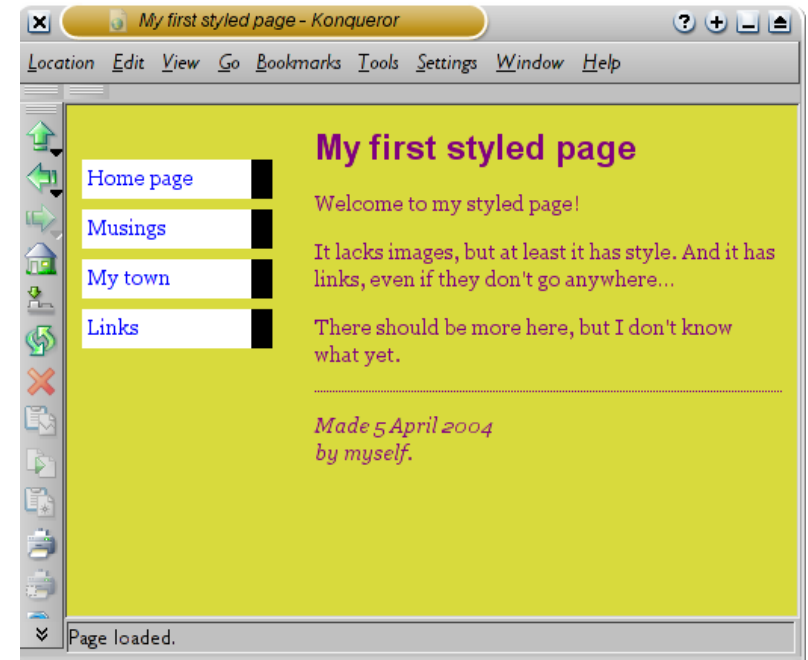 My first styled page - Konqueror
Location Edit View Go Bookmarks Tools Settings Window Help
Home page
Musings
My town
Links
My first styled page
Welcome to my styled page!
It lacks images, but at least it has style. And it has
links, even if they don't go anywhere...
There should be more here, but I don't know
what yet.
Made 5 April 2004
by myself.
Page loaded.